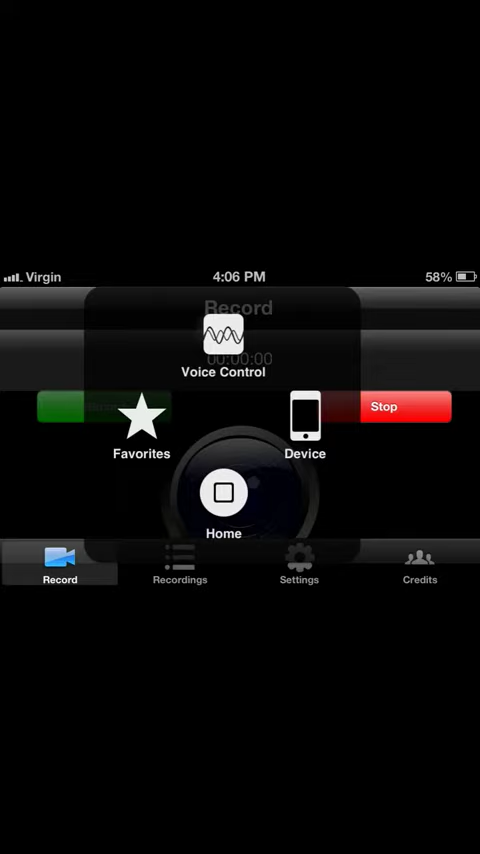 Virgin 4:06 PM 58%
Record
00:00:00
Voice Control
Stop
Favorites
Device
Home
Record
Recordings
Settings
Credits